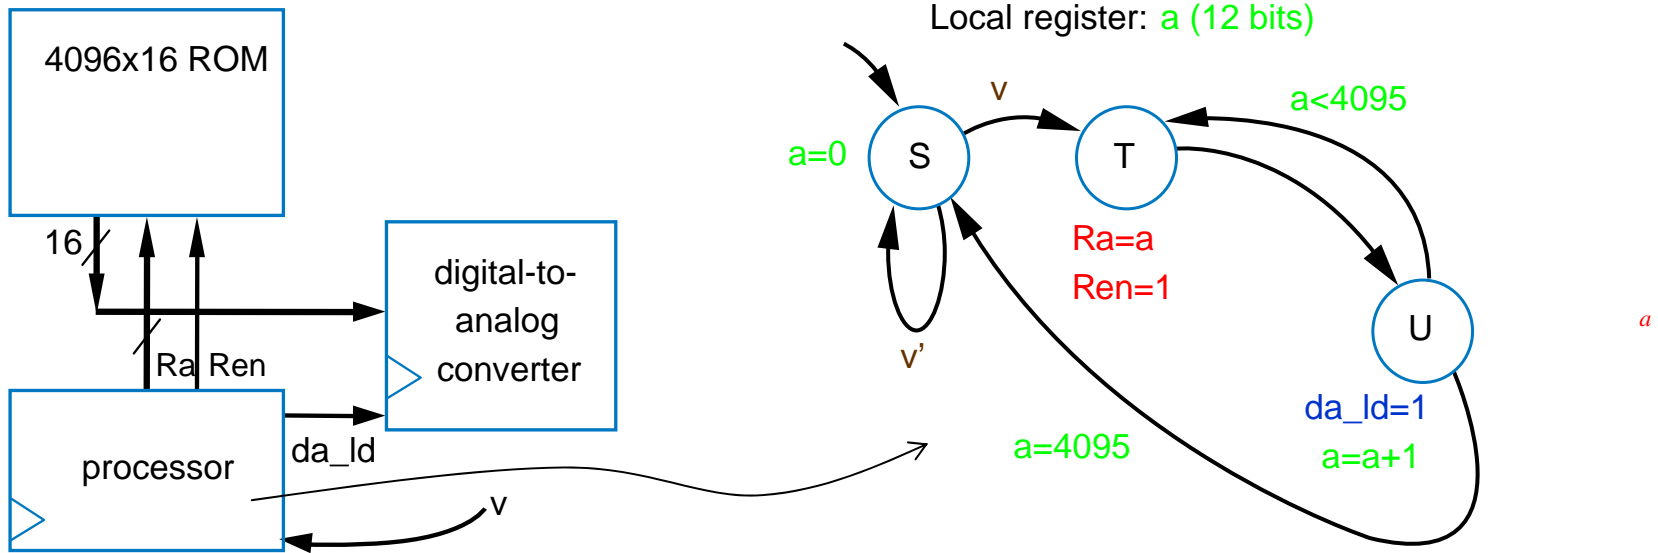 Local register: a (12 bits)
4096x16 ROM
v
a<4095
a=0
S
T
16
Ra=a
Ren=1
digital-to-
analog
converter
U
a
v’
Ra Ren
da_ld=1
da_ld
a=4095
a=a+1
processor
v